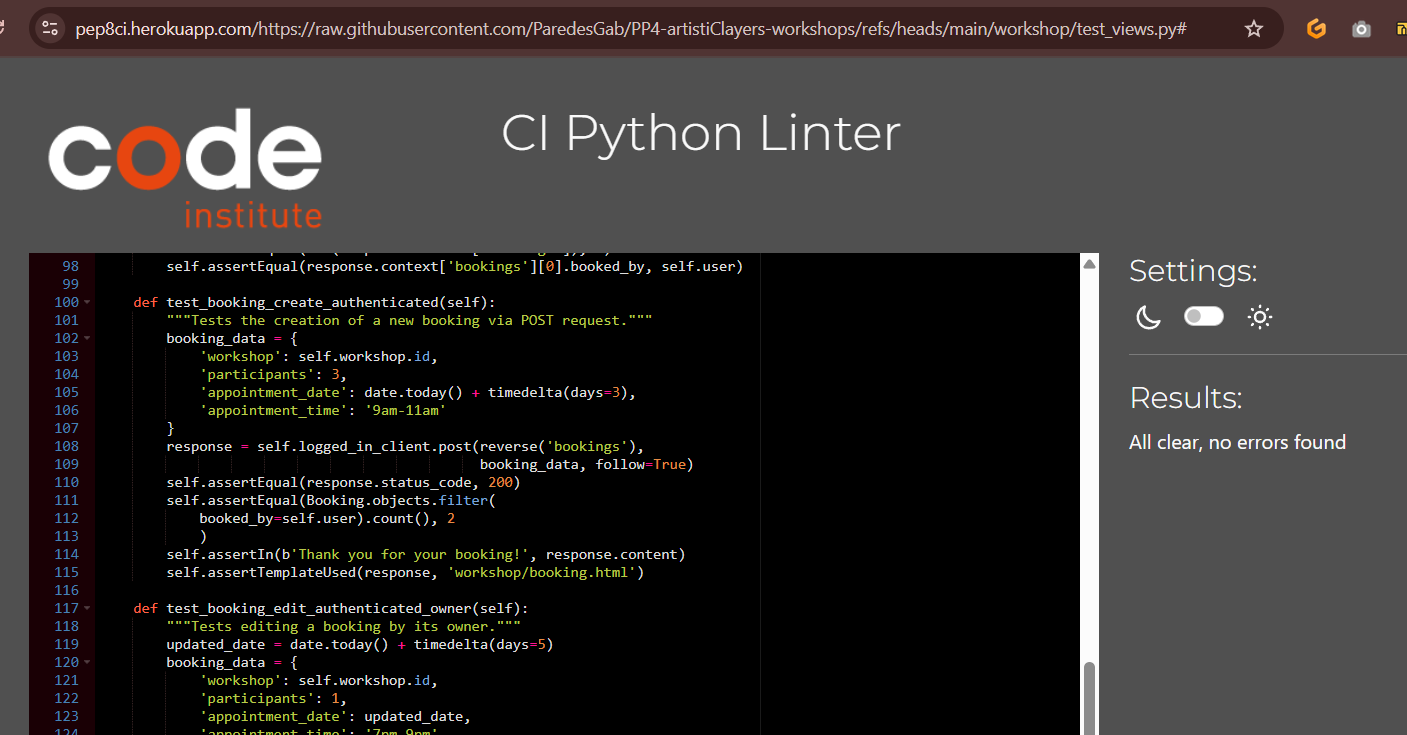 pep8ci.herokuapp.com/https://raw.githubusercontent.com/ParedesGab/PP4-artistiClayers-workshops/refs/heads/main/workshop/test_views.py#
code
institute
CI Python Linter
98 self.assertEqual(response.context['bookings'][0].booked_by, self.user)
99
100 def test_booking_create_authenticated(self):
101 """Tests the creation of a new booking via POST request."""
102 booking_data = {
103 'workshop': self.workshop.id,
104 'participants': 3,
105 'appointment_date': date.today() + timedelta(days=3),
106 'appointment_time': '9am-11am'
107 }
108 response = self.logged_in_client.post(reverse('bookings'),
109 booking_data, follow=True)
110 self.assertEqual(response.status_code, 200)
111 self.assertEqual(Booking.objects.filter(
112 booked_by=self.user).count(), 2
113 )
114 self.assertIn(b'Thank you for your booking!', response.content)
115 self.assertTemplateUsed(response, 'workshop/booking.html')
116
117 def test_booking_edit_authenticated_owner(self):
118 """Tests editing a booking by its owner."""
119 updated_date = date.today() + timedelta(days=5)
120 booking_data = {
121 'workshop': self.workshop.id,
122 'participants': 1,
123 'appointment_date': updated_date,
124 'appointment_time': '7pm-9pm'
Settings:
Results:
All clear, no errors found